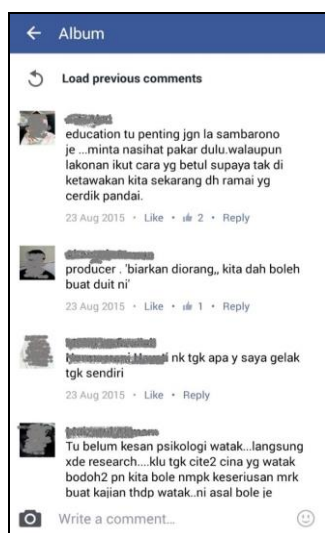 Album
Load previous comments
education tu penting jgn la sambarono
je ...minta nasihat pakar dulu.walaupun
lakonan ikut cara yg betul supaya tak di
ketawakan kita sekarang dh ramai yg
cerdik pandai.
23 Aug 2015 • Like • 2 • Reply
producer . 'biarkan diorang,, kita dah boleh
buat duit ni'
23 Aug 2015 • Like • 1 • Reply
nk tgk apa y saya gelak
tgk sendiri
23 Aug 2015 • Like • Reply
Tu belum kesan psikologi watak...langsung
xde research....klu tgk cite2 cina yg watak
bodoh2 pn kita bole nmpk keseriusan mrk
buat kajian thdp watak..ni asal bole je
Write a comment...